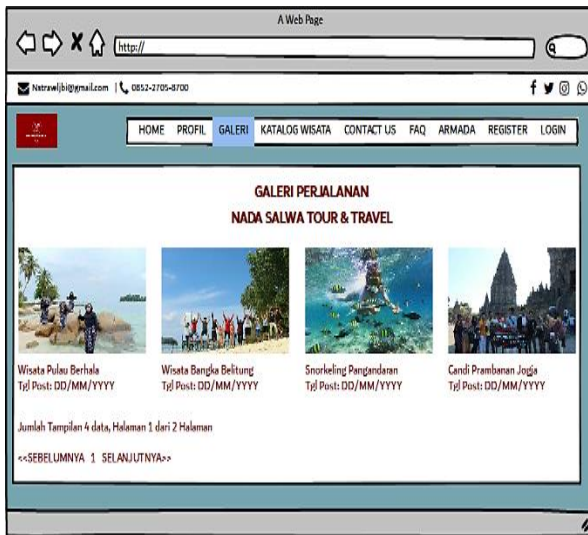 A Web Page
http://
Nstraveljbi@gmail.com | 0852-2705-8700
HOME PROFIL GALERI KATALOG WISATA CONTACT US FAQ ARMADA REGISTER LOGIN
GALERI PERJALANAN
NADA SALWA TOUR & TRAVEL
Wisata Pulau Berhala
Tgl Post: DD/MM/YYYY
Wisata Bangka Belitung
Tgl Post: DD/MM/YYYY
Snorkeling Pangandaran
Tgl Post: DD/MM/YYYY
Candi Prambanan Jogja
Tgl Post: DD/MM/YYYY
Jumlah Tampilan 4 data, Halaman 1 dari 2 Halaman
<<SEBELUMNYA 1 SELANJUTNYA>>